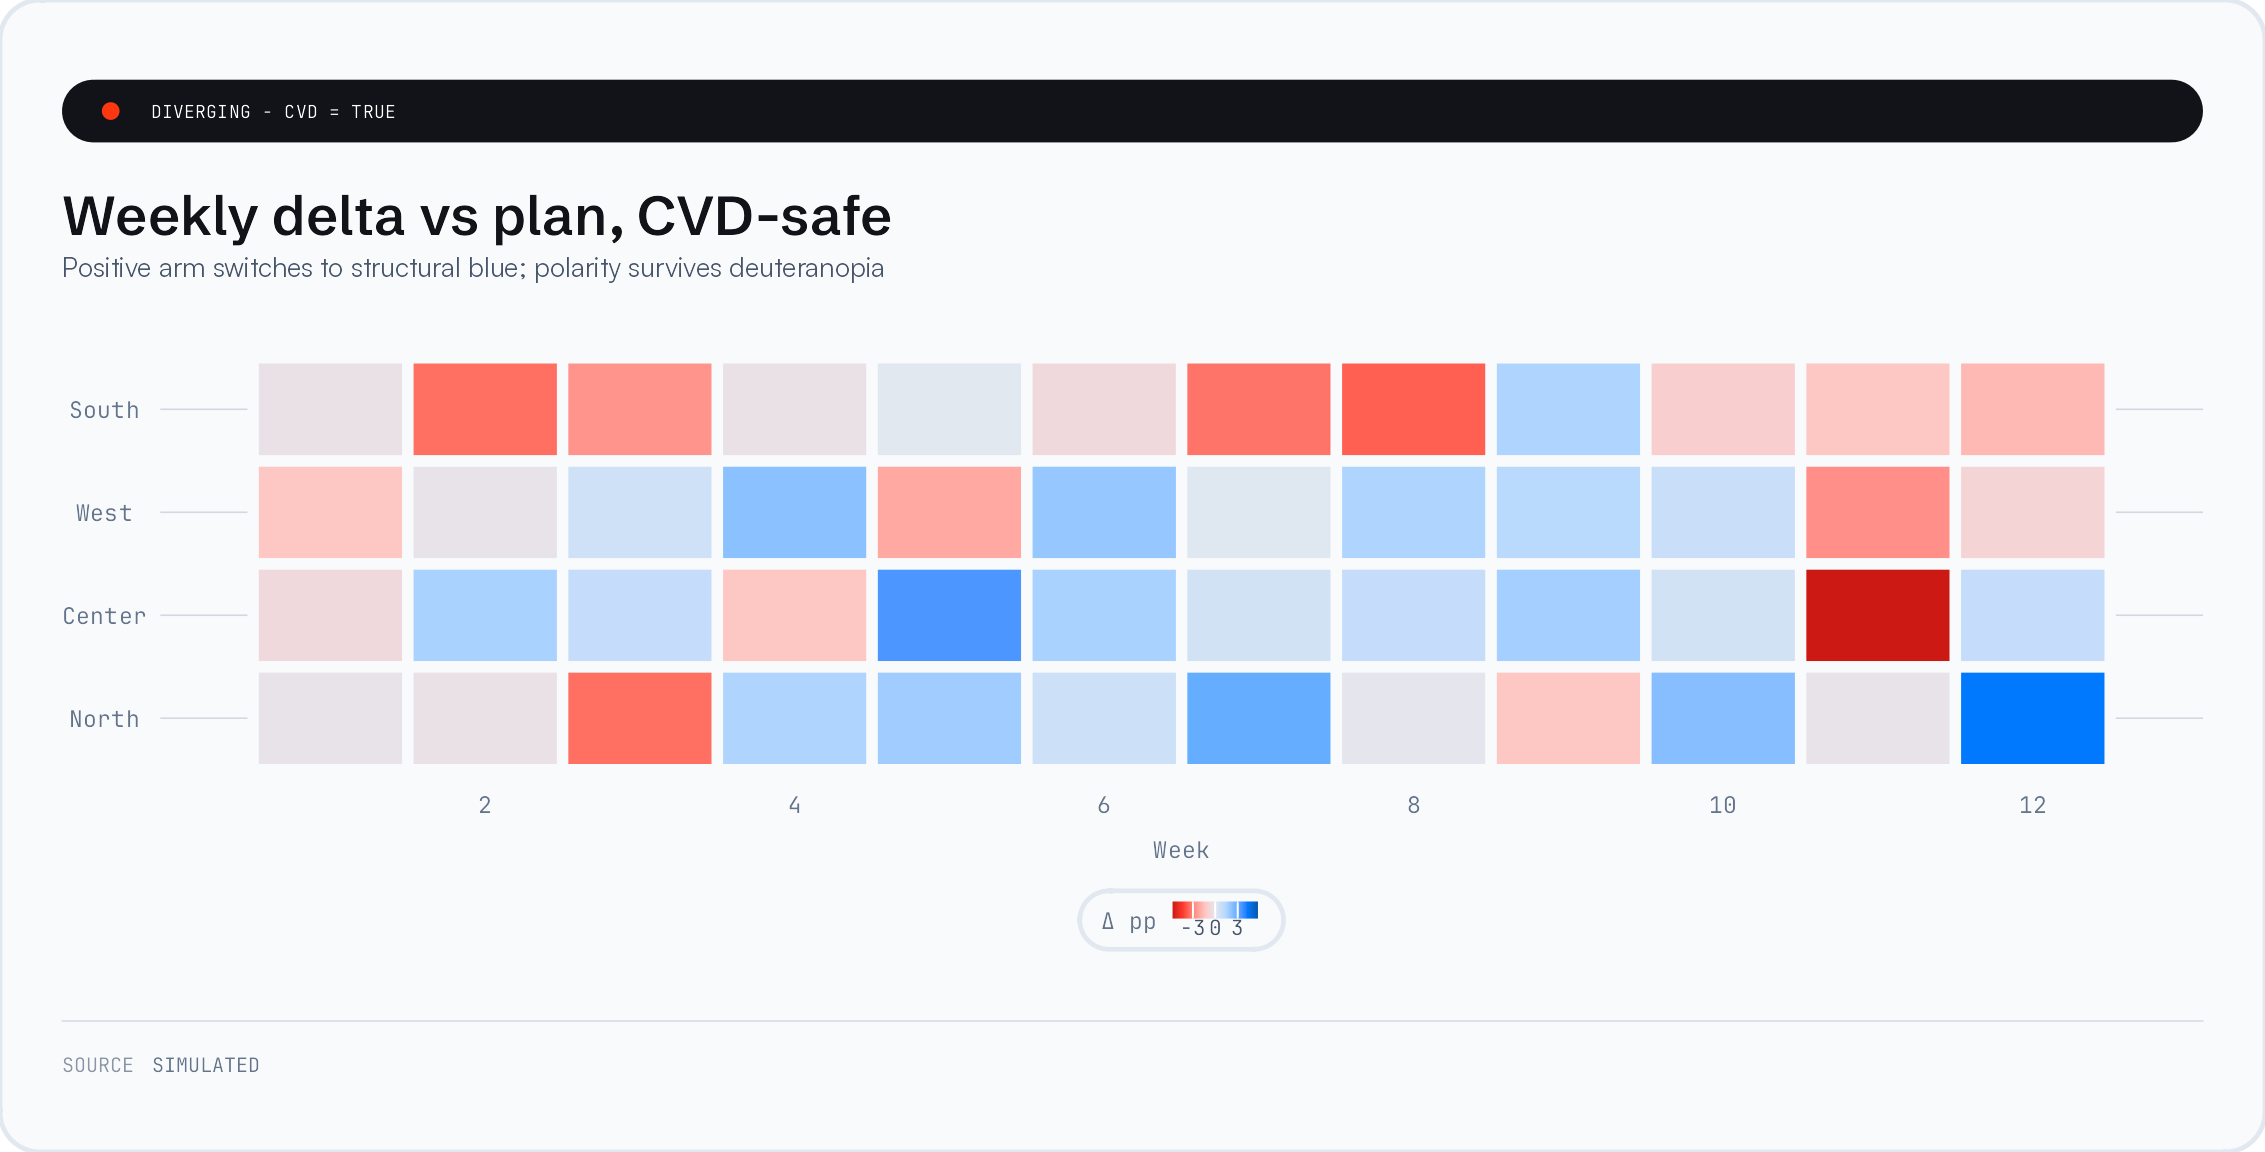 DIVERGING - CVD = TRUE
Weekly delta vs plan, CVD-safe
Positive arm switches to structural blue; polarity survives deuteranopia
South
West
Center
North
2 4 6 8 10 12
Week
Δ pp -3 0 3
SOURCE SIMULATED